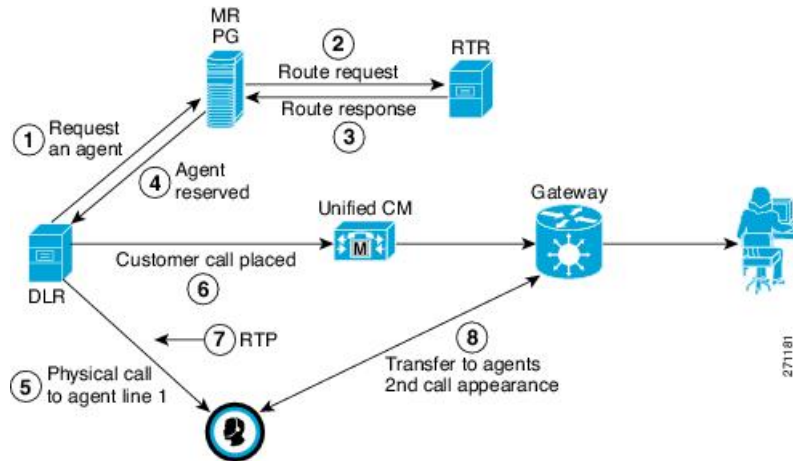 MR
PG
2
Route request
RTR
Route response
3
1
Request
an agent
4
Agent
reserved
Unified CM
M
Gateway
Customer call placed
6
DLR
7
RTP
8
Transfer to agents
2nd call appearance
5
Physical call
to agent line 1
271181